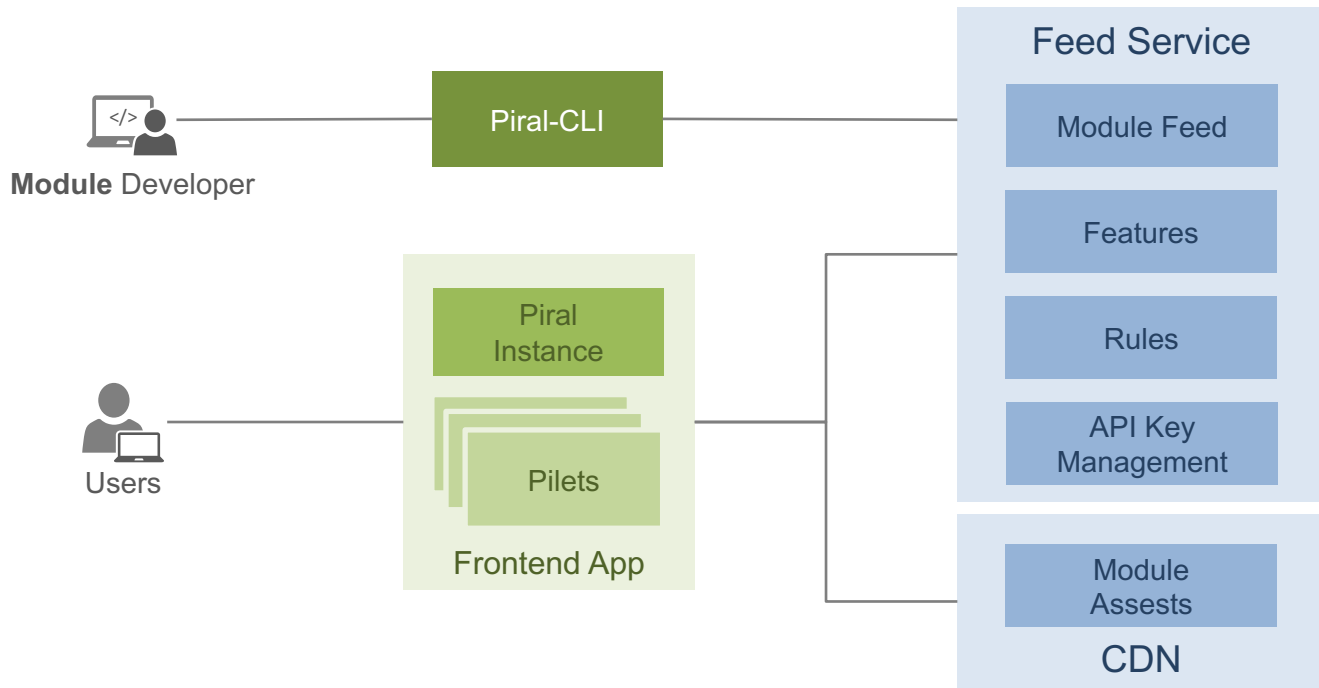 Feed Service
</>
Piral-CLI
Module Feed
Module Developer
Features
Piral
Instance
Rules
API Key
Management
Users
Pilets
Frontend App
Module
Assests
CDN